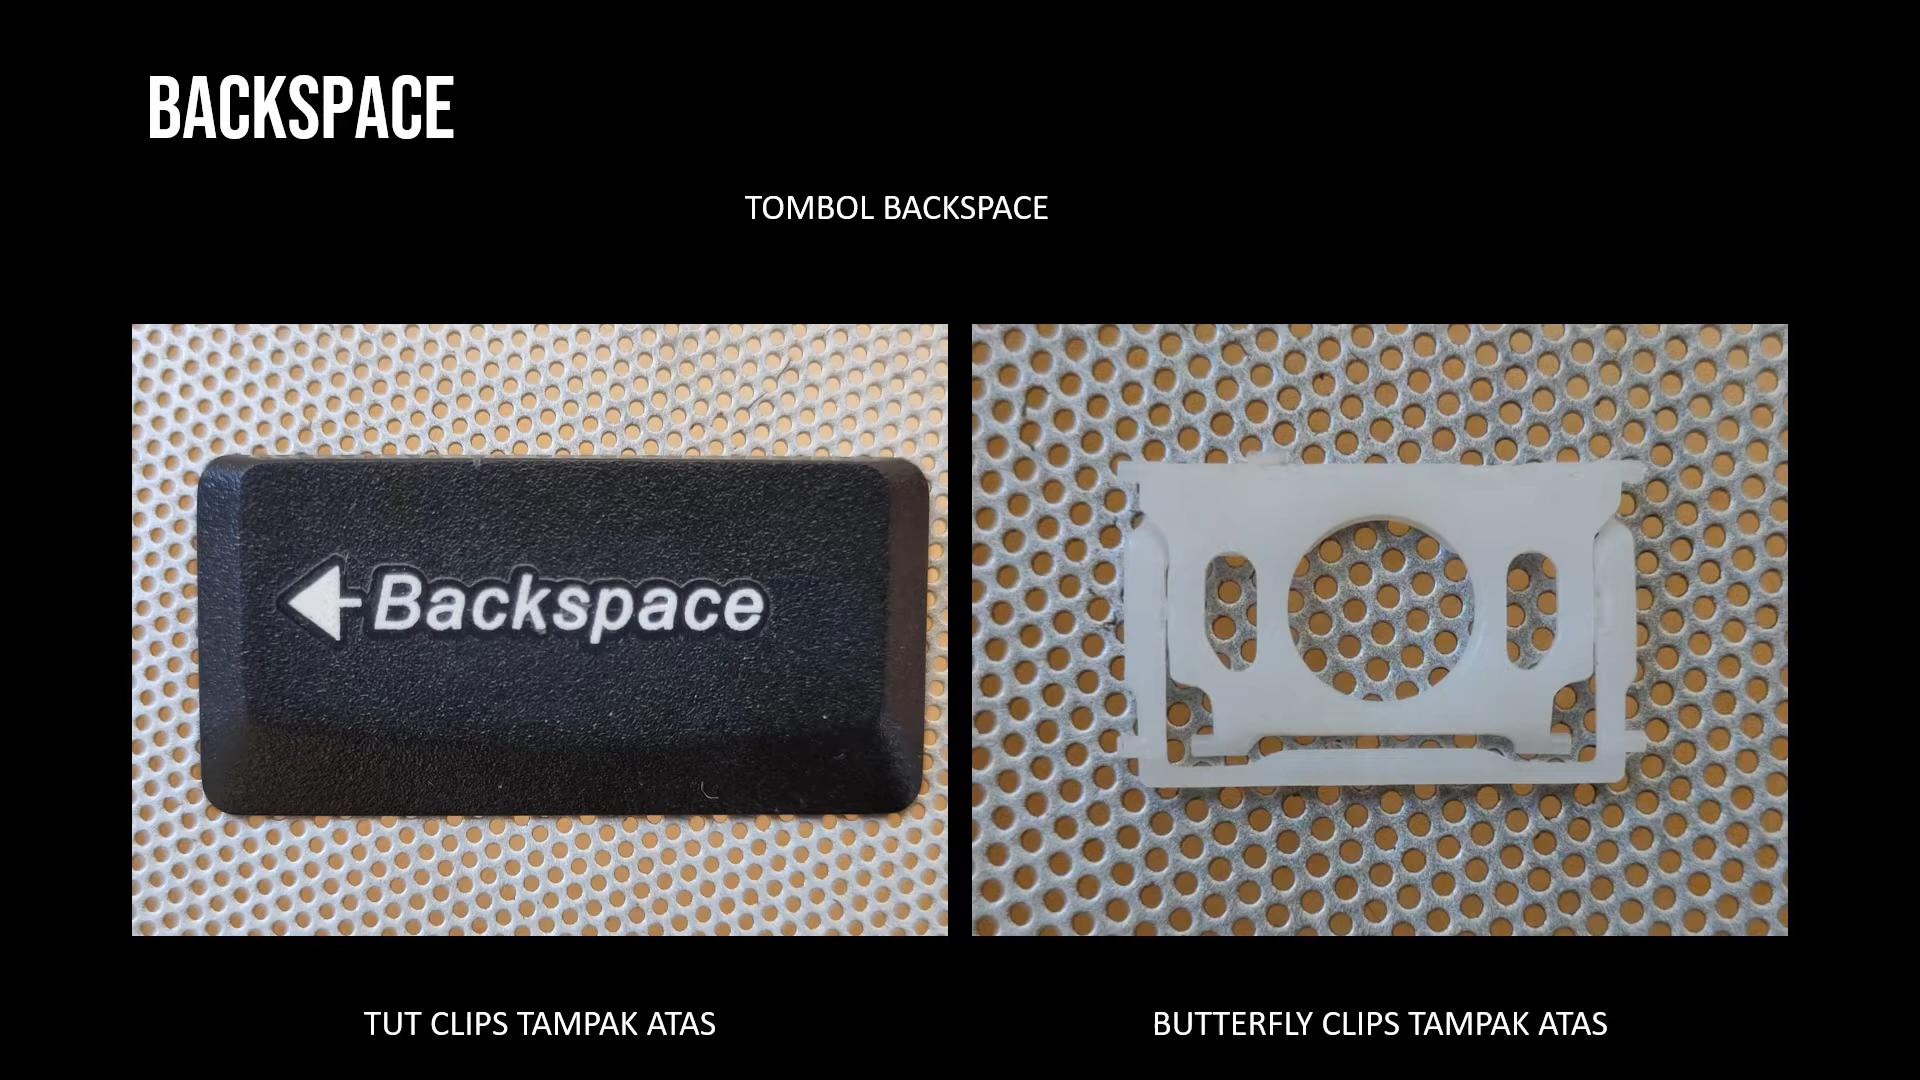 BACKSPACE
TOMBOL BACKSPACE
Backspace
TUT CLIPS TAMPAK ATAS
BUTTERFLY CLIPS TAMPAK ATAS